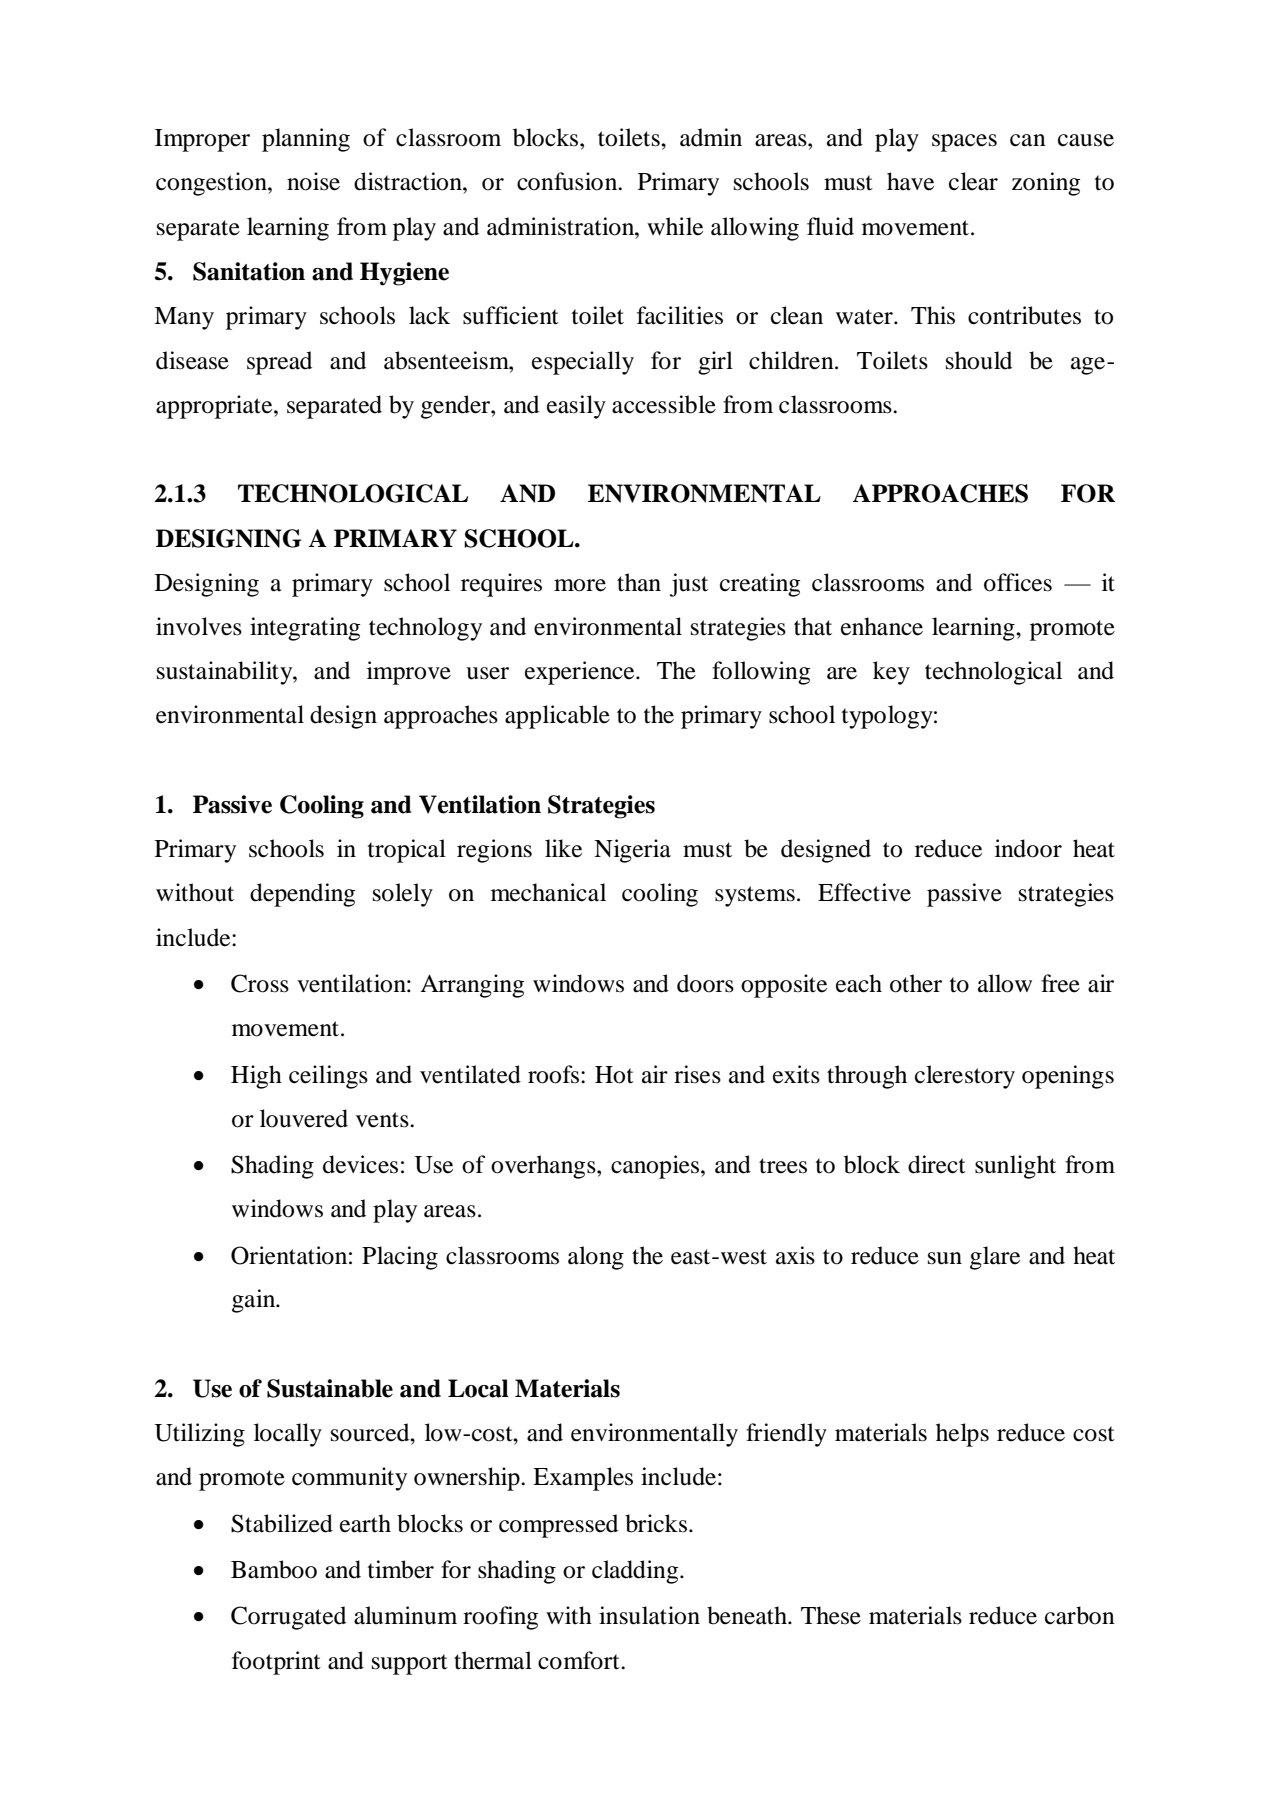 Improper planning of classroom blocks, toilets, admin areas, and play spaces can cause
congestion, noise distraction, or confusion. Primary schools must have clear zoning to
separate learning from play and administration, while allowing fluid movement.
5. Sanitation and Hygiene
Many primary schools lack sufficient toilet facilities or clean water. This contributes to
disease spread and absenteeism, especially for girl children. Toilets should be age-
appropriate, separated by gender, and easily accessible from classrooms.
2.1.3 TECHNOLOGICAL AND ENVIRONMENTAL APPROACHES FOR
DESIGNING A PRIMARY SCHOOL.
Designing a primary school requires more than just creating classrooms and offices — it
involves integrating technology and environmental strategies that enhance learning, promote
sustainability, and improve user experience. The following are key technological and
environmental design approaches applicable to the primary school typology:
1. Passive Cooling and Ventilation Strategies
Primary schools in tropical regions like Nigeria must be designed to reduce indoor heat
without depending solely on mechanical cooling systems. Effective passive strategies
include:
• Cross ventilation: Arranging windows and doors opposite each other to allow free air
movement.
• High ceilings and ventilated roofs: Hot air rises and exits through clerestory openings
or louvered vents.
• Shading devices: Use of overhangs, canopies, and trees to block direct sunlight from
windows and play areas.
• Orientation: Placing classrooms along the east-west axis to reduce sun glare and heat
gain.
2. Use of Sustainable and Local Materials
Utilizing locally sourced, low-cost, and environmentally friendly materials helps reduce cost
and promote community ownership. Examples include:
• Stabilized earth blocks or compressed bricks.
• Bamboo and timber for shading or cladding.
• Corrugated aluminum roofing with insulation beneath. These materials reduce carbon
footprint and support thermal comfort.